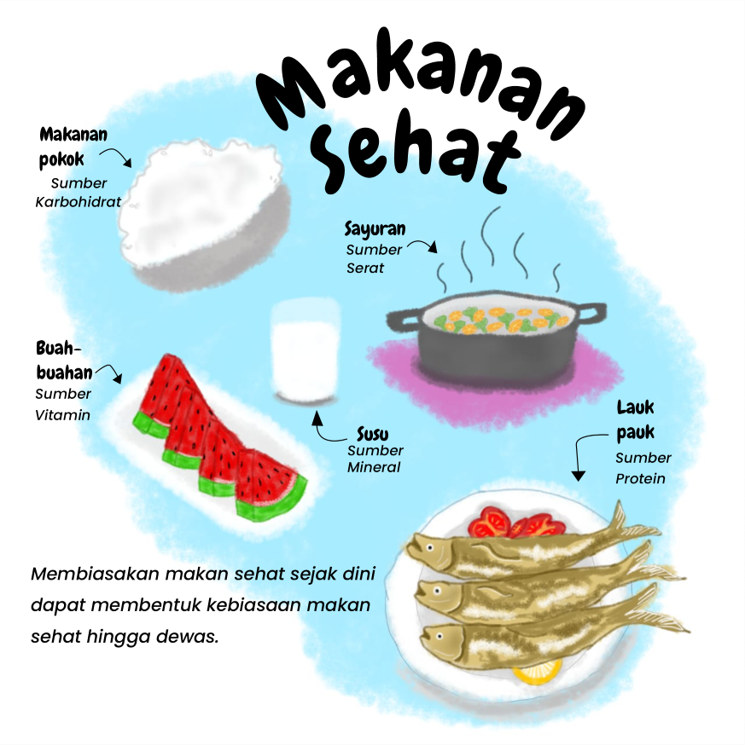 Makanan
Sehat
Makanan
pokok
Sumber
Karbohidrat
Sayuran
Sumber
Serat
Buah-
buahan
Sumber
Vitamin
Susu
Sumber
Mineral
Lauk
pauk
Sumber
Protein
Membiasakan makan sehat sejak dini
dapat membentuk kebiasaan makan
sehat hingga dewas.